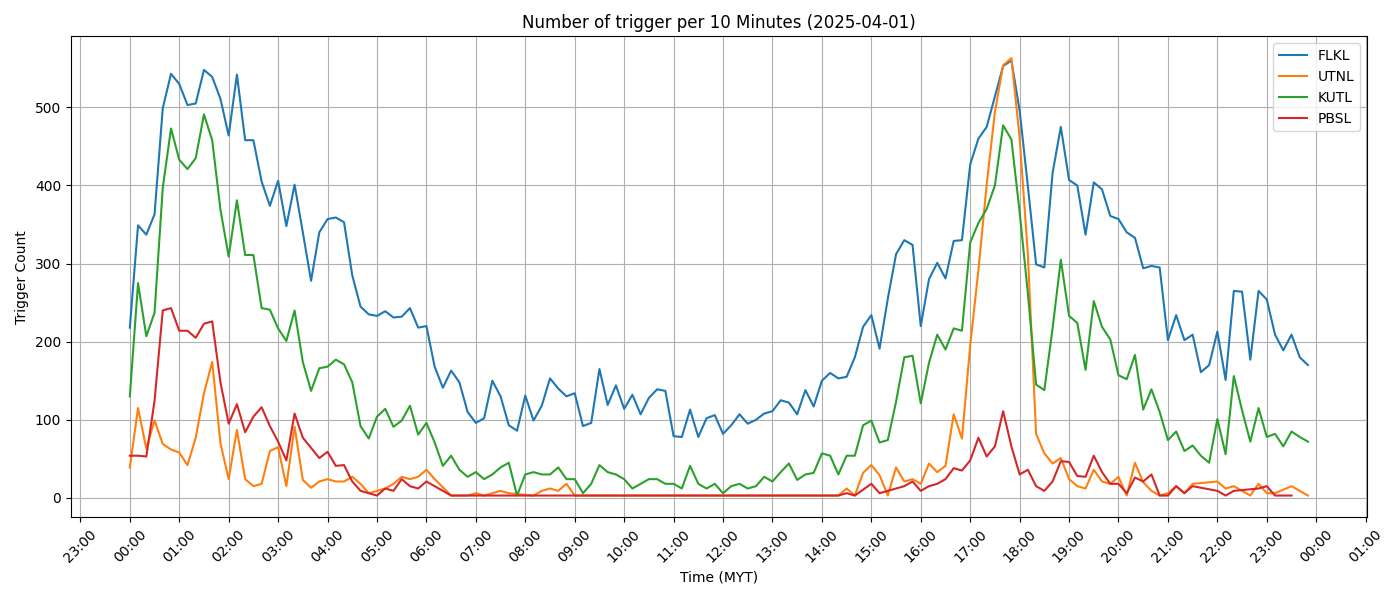 Number of trigger per 10 Minutes (2025-04-01)
FLKL
UTNL
KUTL
PBSL
Trigger Count
500
400
300
200
100
0
23:00 00:00 01:00 02:00 03:00 04:00 05:00 06:00 07:00 08:00 09:00 10:00 11:00 12:00 13:00 14:00 15:00 16:00 17:00 18:00 19:00 20:00 21:00 22:00 23:00 00:00 01:00
Time (MYT)